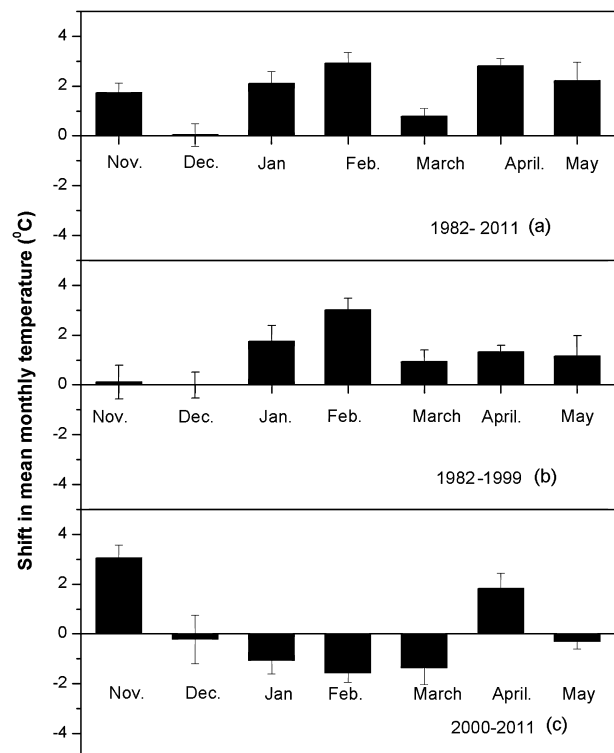 Shift in mean monthly temperature (⁰C)
4
2
0
-2
-4
Nov. Dec. Jan Feb. March April. May
1982- 2011 (a)
4
2
0
-2
-4
Nov. Dec. Jan. Feb. March April. May
1982-1999 (b)
4
2
0
-2
-4
Nov. Dec. Jan Feb. March April. May
2000-2011 (c)